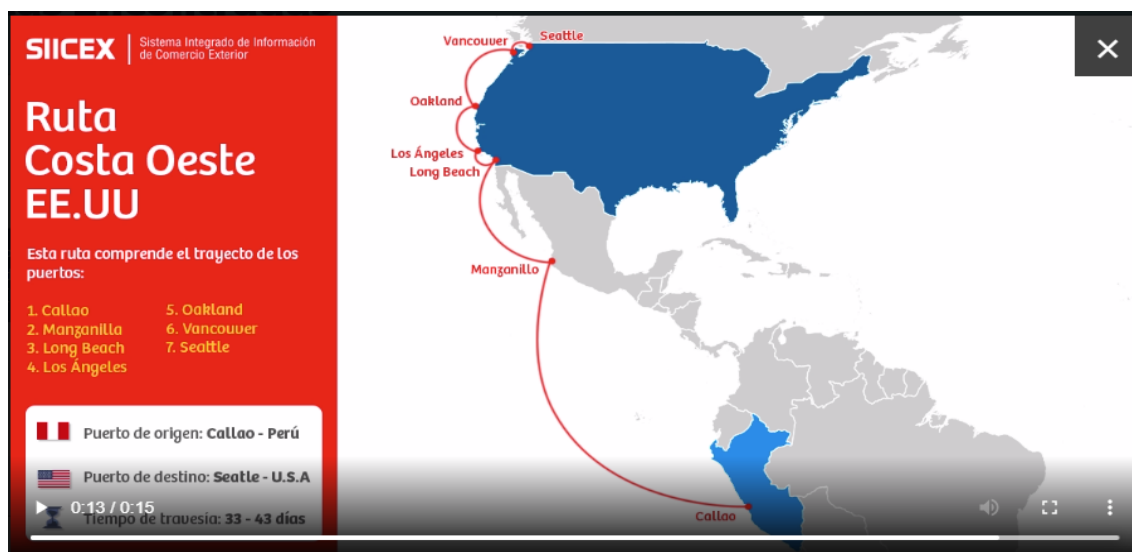 SIICEX
Sistema Integrado de Información
de Comercio Exterior
Ruta
Costa Oeste
EE.UU
Esta ruta comprende el trayecto de los
puertos:
1. Callao
2. Manzanilla
3. Long Beach
4. Los Ángeles
5. Oakland
6. Vancouver
7. Seattle
Puerto de origen: Callao - Perú
Puerto de destino: Seatle - U.S.A
0:13 / 0:15
Tiempo de travesia: 33 - 43 días
Vancouver
Seattle
Oakland
Los Ángeles
Long Beach
Manzanillo
Callao